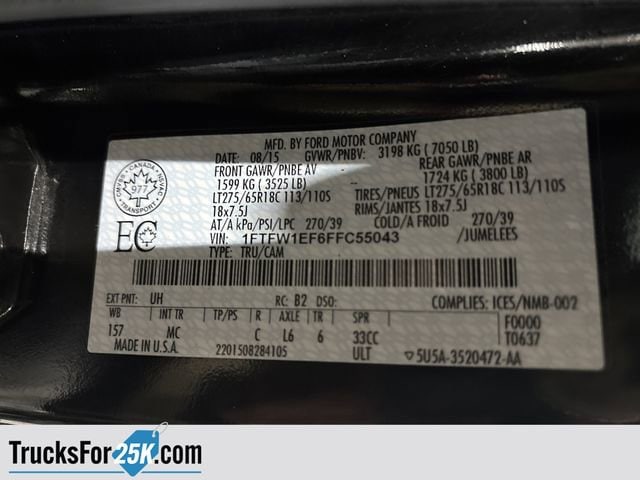 MFD. BY FORD MOTOR COMPANY
DATE: 08/15 GVWR/PNBV: 3198 KG ( 7050 LB)
FRONT GAWR/PNBE AV REAR GAWR/PNBE AR
1599 KG ( 3525 LB) -- 1724 KG ( 3800 LB)
LT275/65R18C 113/110S TIRES/PNEUS LT275/65R18C 113/110S
18x7.5J RIMS/JANTES 18x7.5J
AT/A kPa/PSI/LPC 270/39 COLD/A FROID 270/39
VIN: 1FTFW1EF6FFC55043 /JUMELEES
TYPE: TRU/CAM
CANADA
977
TRANSPORT
EC
EXT PNT: UH RC: B2 DSO: COMPLIES: ICES/NMB-002
WB INT TR TP/PS R AXLE TR SPR F0000
157 MC C L6 6 33CC T0637
MADE IN U.S.A. 2201508284105 ULT 5U5A-3520472-AA
TrucksFor25K.com